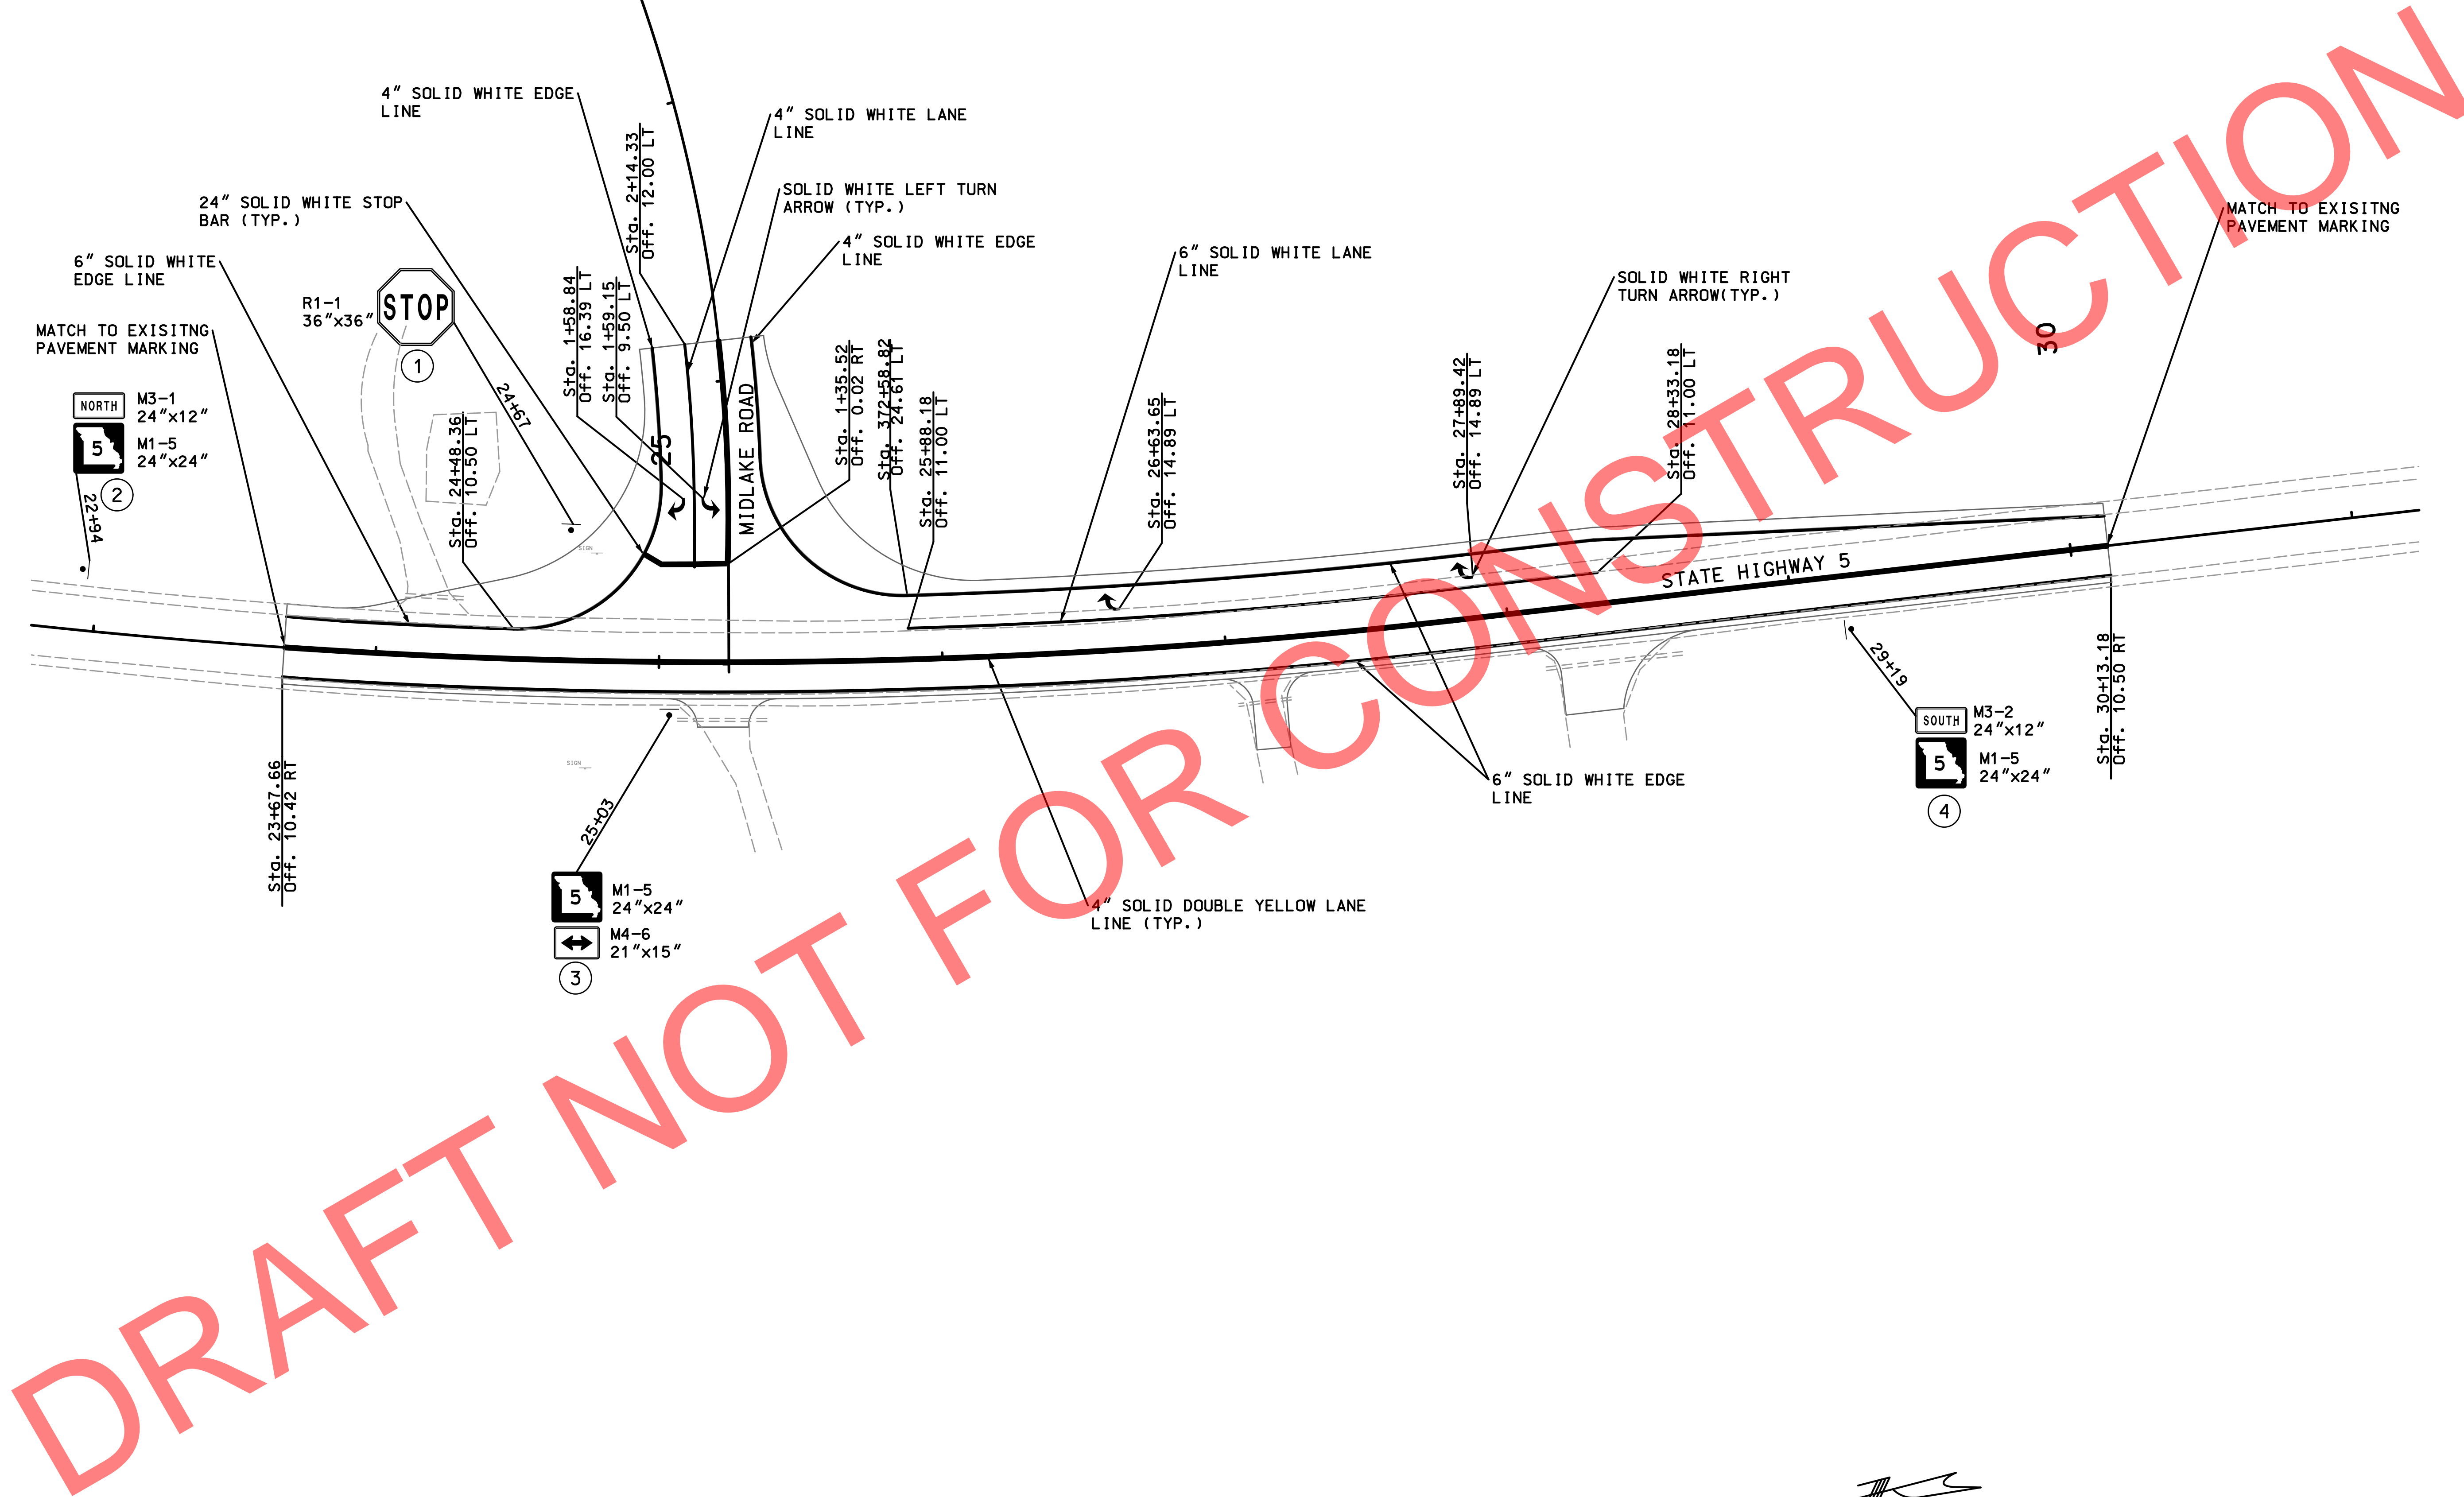 4" SOLID WHITE EDGE
LINE
4" SOLID WHITE LANE
LINE
Sta. 2+14.33
Off. 12.00 LT
24" SOLID WHITE STOP
BAR (TYP.)
SOLID WHITE LEFT TURN
ARROW (TYP.)
4" SOLID WHITE EDGE
LINE
6" SOLID WHITE
EDGE LINE
6" SOLID WHITE LANE
LINE
SOLID WHITE RIGHT
TURN ARROW(TYP.)
MATCH TO EXISITNG
PAVEMENT MARKING
R1-1
36"x36"
STOP
1
24+67
MATCH TO EXISITNG
PAVEMENT MARKING
NORTH
M3-1
24"x12"
5
M1-5
24"x24"
2
22+94
Sta. 24+48.36
Off. 10.50 LT
Sta. 1+58.84
Off. 16.39 LT
Sta. 1+59.15
Off. 9.50 LT
25
MIDLAKE ROAD
Sta. 1+35.52
Off. 0.02 RT
Sta. 372+58.82
Off. 24.61 LT
Sta. 25+88.18
Off. 11.00 LT
Sta. 26+63.65
Off. 14.89 LT
Sta. 27+89.42
Off. 14.89 LT
Sta. 28+33.18
Off. 11.00 LT
30
SIGN
STATE HIGHWAY 5
SIGN
Sta. 23+67.66
Off. 10.42 RT
25+03
5
M1-5
24"x24"
M4-6
21"x15"
3
4" SOLID DOUBLE YELLOW LANE
LINE (TYP.)
6" SOLID WHITE EDGE
LINE
29+19
SOUTH
M3-2
24"x12"
5
M1-5
24"x24"
4
Sta. 30+13.18
Off. 10.50 RT
DRAFT NOT FOR CONSTRUCTION